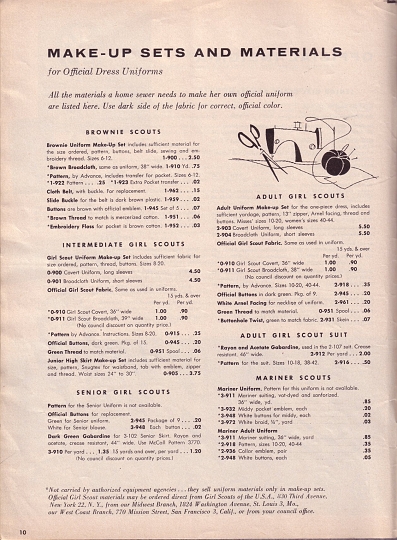 MAKE-UP SETS AND MATERIALS
for Official Dress Uniforms
All the materials a home sewer needs to make her own official uniform
are listed here. Use dark side of the fabric for correct, official color.
BROWNIE SCOUTS
Brownie Uniform Make-Up Set includes sufficient material for
the size ordered, pattern, buttons, belt slide, sewing and em-
broidery thread. Sizes 6-12. 1-900 ... 2.50
*Brown Broadcloth, same as uniform, 38" wide. 1-910 Yd. .75
*Pattern, by Advance, includes transfer for pocket. Sizes 6-12.
*1-922 Pattern .... .25 *1-923 Extra Pocket transfer ... .02
Cloth Belt, with buckle. For replacement. 1-962 ... .15
Slide Buckle for the belt is dark brown plastic. 1-959 ... .02
Buttons are brown with official emblem. 1-945 Set of 5 ... .07
*Brown Thread to match is mercerized cotton. 1-951 ... .06
*Embroidery Floss for pocket is brown cotton. 1-952 ... .03
INTERMEDIATE GIRL SCOUTS
Girl Scout Uniform Make-Up Set includes sufficient fabric for
size ordered, pattern, thread, buttons. Sizes 8-20.
0-900 Covert Uniform, long sleeves 4.50
0-901 Broadcloth Uniform, short sleeves 4.50
Official Girl Scout Fabric. Same as used in uniforms.
15 yds. & over
Per yd. Per yd.
*0-910 Girl Scout Covert, 36" wide 1.00 .90
*0-911 Girl Scout Broadcloth, 39" wide 1.00 .90
(No council discount on quantity prices.)
*Pattern by Advance. Instructions. Sizes 8-20. 0-915 ... .25
Official Buttons, dark green. Pkg. of 15. 0-945 ... .20
Green Thread to match material. 0-951 Spool .. .06
Junior High Skirt Make-up Set includes sufficient material for
size, pattern, Snugtex for waistband, tab with emblem, zipper
and thread. Waist sizes 24" to 30" 0-905 ... 3.75
SENIOR GIRL SCOUTS
Pattern for the Senior Uniform is not available.
Official Buttons for replacement.
Green for Senior uniform. 2-945 Package of 9 ... .20
White for Senior blouse. 3-948 Each button ... .02
Dark Green Gabardine for 3-102 Senior Skirt. Rayon and
acetate, crease resistant, 44" wide. Use McCall Pattern 3770.
3-910 Per yard . . . 1.35 15 yards and over, per yard . . . 1.20
(No council discount on quantity prices.)
ADULT GIRL SCOUTS
Adult Uniform Make-up Set for the one-piece dress, includes
sufficient yardage, pattern, 13" zipper, Arnel facing, thread and
buttons. Misses' sizes 10-20, women's sizes 40-44.
2-903 Covert Uniform, long sleeves 5.50
2-904 Broadcloth Uniform, short sleeves 5.50
Official Girl Scout Fabric. Same as used in uniform.
15 yds. & over
Per yd. Per yd.
*0-910 Girl Scout Covert, 36" wide 1.00 .90
*0-911 Girl Scout Broadcloth, 38" wide 1.00 .90
(No council discount on quantity prices.)
*Pattern, by Advance, Sizes 10-20, 40-44. 2-918 ... .35
Official Buttons in dark green. Pkg. of 9. 2-945 ... .20
White Arnel Facing for neckline of uniform. 2-961 ... .20
Green Thread to match material. 0-951 Spool ... .06
*Buttonhole Twist, green to match fabric. 2-931 Skein ... .07
ADULT GIRL SCOUT SUIT
*Rayon and Acetate Gabardine, used in the 2-107 suit. Crease
resistant. 46" wide. 2-912 Per yard ... 2.00
*Pattern for the suit. Sizes 10-18, 38-42. 2-916 ... .50
MARINER SCOUTS
Mariner Uniform. Pattern for this uniform is not available.
*3-911 Mariner suiting, vat-dyed and sanforized.
36" wide, yd. .85
*3-932 Middy pocket emblem, each .20
*3-948 White buttons for middy, each .02
*3-972 White braid, ⅜", yard .03
Mariner Adult Uniform
*3-911 Mariner suiting, 36" wide, yard .85
*2-918 Pattern, sizes 10-20, 40-44 .35
*2-936 Collar emblem, pair .35
*2-948 White buttons, each .05
*Not carried by authorized equipment agencies . . . they sell uniform materials only in make-up sets.
Official Girl Scout materials may be ordered direct from Girl Scouts of the U.S.A., 830 Third Avenue,
New York 22, N. Y., from our Midwest Branch, 1824 Washington Avenue, St. Louis 3, Mo.,
our West Coast Branch, 770 Mission Street, San Francisco 3, Calif., or from your council office.
10